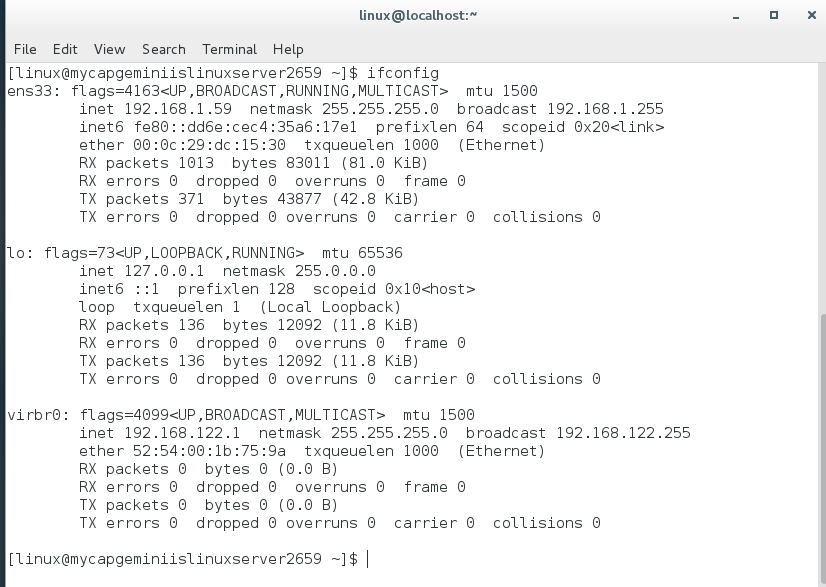 linux@localhost:~
File Edit View Search Terminal Help
[linux@mycapgeminiislinuxserver2659 ~]$ ifconfig
ens33: flags=4163<UP,BROADCAST,RUNNING,MULTICAST>  mtu 1500
        inet 192.168.1.59  netmask 255.255.255.0  broadcast 192.168.1.255
        inet6 fe80::dd6e:cec4:35a6:17e1  prefixlen 64  scopeid 0x20<link>
        ether 00:0c:29:dc:15:30  txqueuelen 1000  (Ethernet)
        RX packets 1013  bytes 83011 (81.0 KiB)
        RX errors 0  dropped 0  overruns 0  frame 0
        TX packets 371  bytes 43877 (42.8 KiB)
        TX errors 0  dropped 0 overruns 0  carrier 0  collisions 0

lo: flags=73<UP,LOOPBACK,RUNNING>  mtu 65536
        inet 127.0.0.1  netmask 255.0.0.0
        inet6 ::1  prefixlen 128  scopeid 0x10<host>
        loop  txqueuelen 1  (Local Loopback)
        RX packets 136  bytes 12092 (11.8 KiB)
        RX errors 0  dropped 0  overruns 0  frame 0
        TX packets 136  bytes 12092 (11.8 KiB)
        TX errors 0  dropped 0 overruns 0  carrier 0  collisions 0

virbr0: flags=4099<UP,BROADCAST,MULTICAST>  mtu 1500
        inet 192.168.122.1  netmask 255.255.255.0  broadcast 192.168.122.255
        ether 52:54:00:1b:75:9a  txqueuelen 1000  (Ethernet)
        RX packets 0  bytes 0 (0.0 B)
        RX errors 0  dropped 0  overruns 0  frame 0
        TX packets 0  bytes 0 (0.0 B)
        TX errors 0  dropped 0 overruns 0  carrier 0  collisions 0

[linux@mycapgeminiislinuxserver2659 ~]$